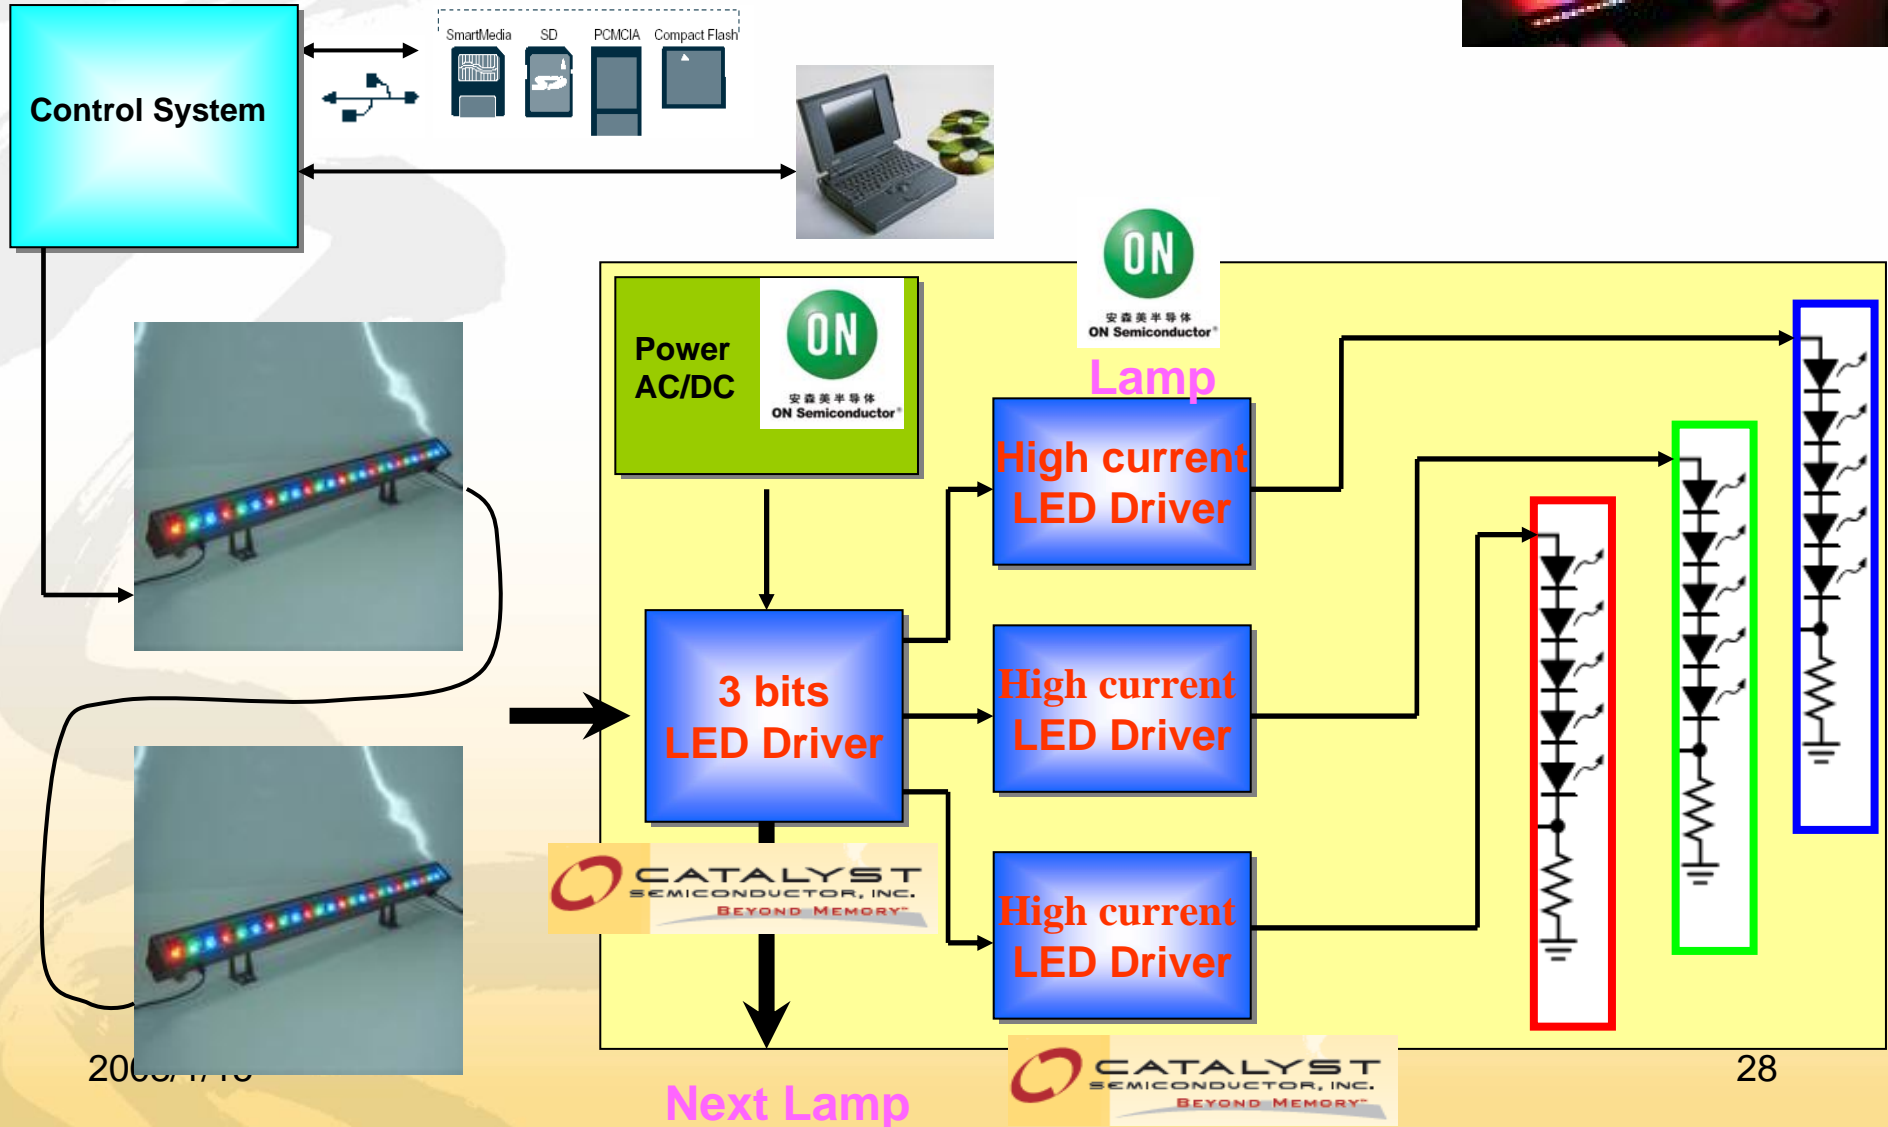 SmartMedia SD PCMCIA Compact Flash
Control System
ON
安森美半导体
ON Semiconductor®
Power
AC/DC
ON
安森美半导体
ON Semiconductor®
Lamp
High current
LED Driver
3 bits
LED Driver
High current
LED Driver
High current
LED Driver
CATALYST
SEMICONDUCTOR, INC.
BEYOND MEMORY™
CATALYST
SEMICONDUCTOR, INC.
BEYOND MEMORY™
Next Lamp
28